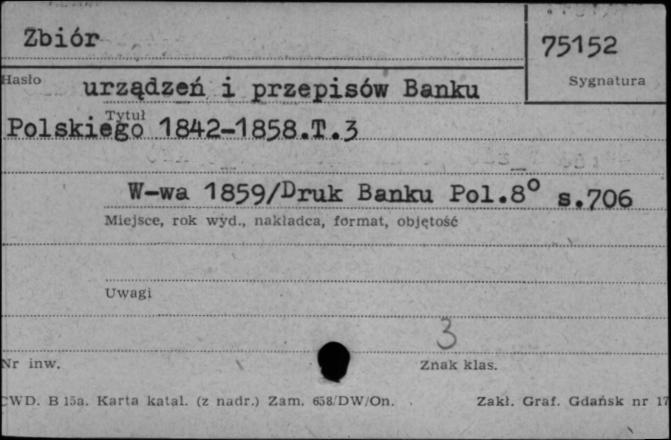 Zbiór
75152
Hasło
Sygnatura
urządzeń i przepisów Banku
Tytuł
Polskiego 1842-1858.T.3
W-wa 1859/Druk Banku Pol.8° s.706
Miejsce, rok wyd., nakładca, format, objętość
Uwagi
3
Nr inw.
Znak klas.
CWD. B 15a. Karta katal. (z nadr.) Zam. 658/DW/On.
Zakł. Graf. Gdańsk nr 17